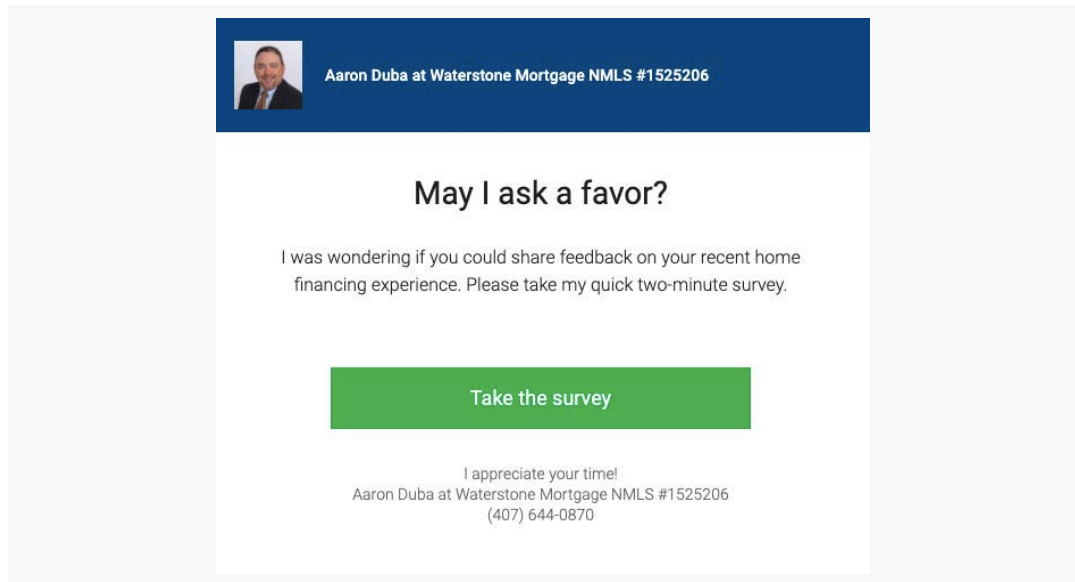 Aaron Duba at Waterstone Mortgage NMLS #1525206
May I ask a favor?
I was wondering if you could share feedback on your recent home
financing experience. Please take my quick two-minute survey.
Take the survey
I appreciate your time!
Aaron Duba at Waterstone Mortgage NMLS #1525206
(407) 644-0870